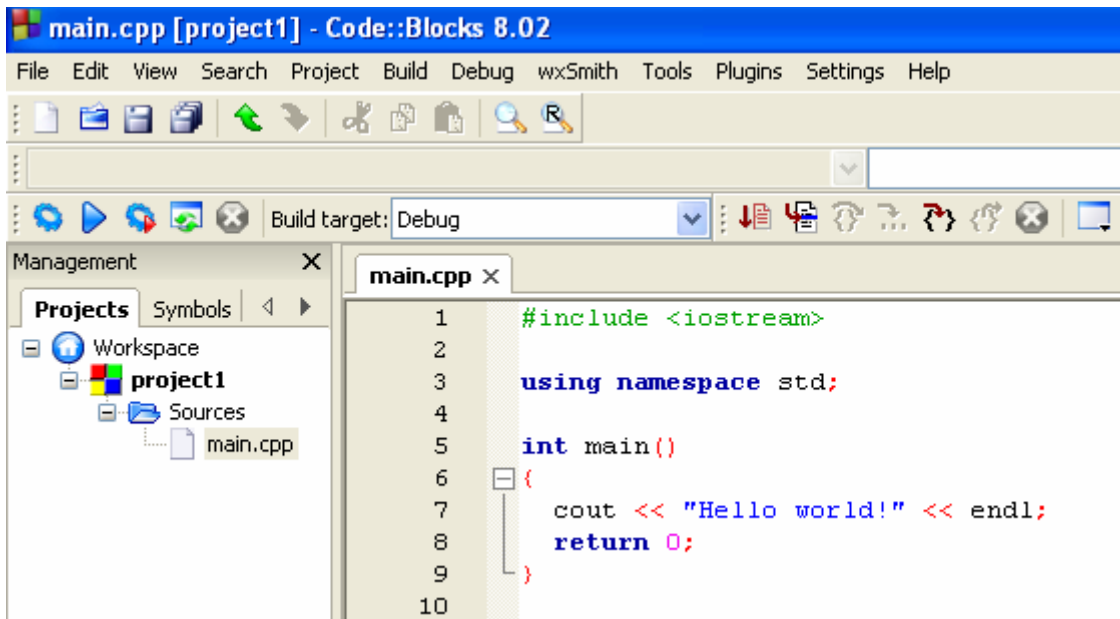 main.cpp [project1] - Code::Blocks 8.02
File Edit View Search Project Build Debug wxSmith Tools Plugins Settings Help
Build target: Debug
Management
Projects Symbols
Workspace
project1
Sources
main.cpp
main.cpp
1 #include <iostream>
2
3 using namespace std;
4
5 int main()
6 {
7 cout << "Hello world!" << endl;
8 return 0;
9 }
10